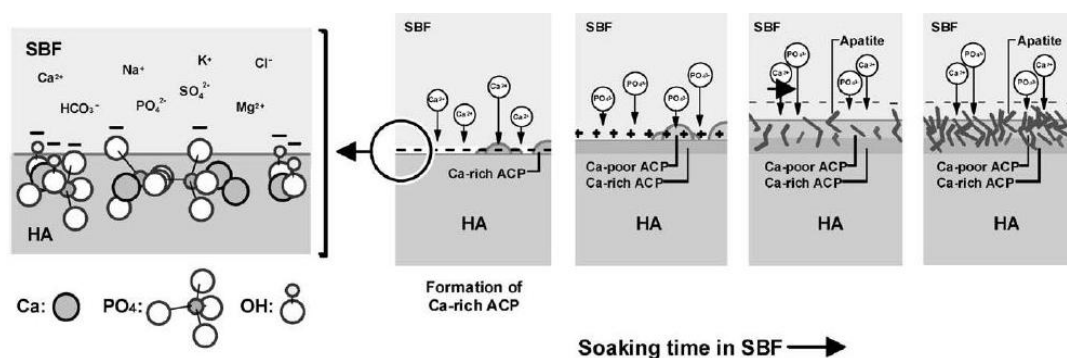 SBF
Ca²⁺
Na⁺
K⁺
Cl⁻
HCO₃⁻
PO₄²⁻
SO₄²⁻
Mg²⁺
HA
Ca:
PO₄:
OH:
SBF
Ca²⁺
Ca²⁺
Ca²⁺
Ca²⁺
Ca-rich ACP
HA
Formation of
Ca-rich ACP
SBF
PO₄³⁻
PO₄³⁻
PO₄³⁻
PO₄³⁻
Ca-poor ACP
Ca-rich ACP
HA
SBF
PO₄³⁻
Apatite
Ca²⁺
Ca²⁺
PO₄³⁻
Ca-poor ACP
Ca-rich ACP
HA
SBF
PO₄³⁻
Apatite
Ca²⁺
Ca²⁺
PO₄³⁻
Ca-poor ACP
Ca-rich ACP
HA
Soaking time in SBF